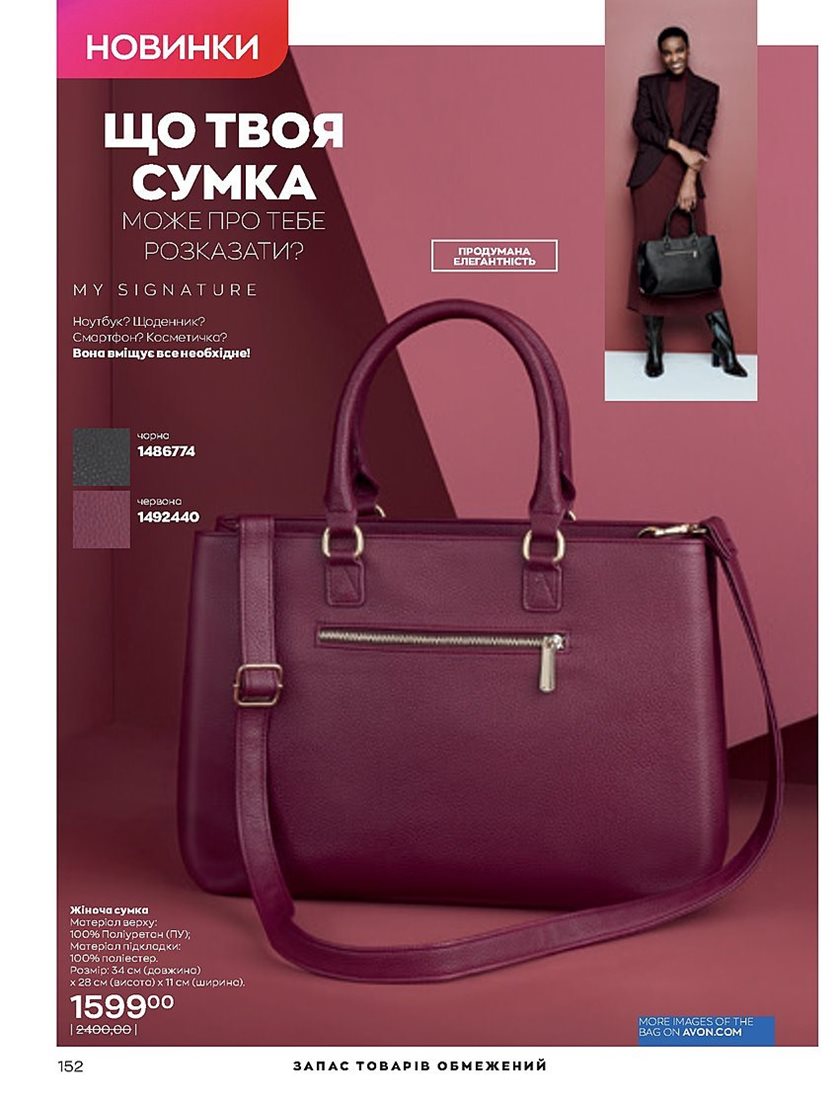 НОВИНКИ
ЩО ТВОЯ
СУМКА
МОЖЕ ПРО ТЕБЕ
РОЗКАЗАТИ?
MY SIGNATURE
Ноутбук? Щоденник?
Смартфон? Косметичка?
Вона вміщує все необхідне!
ПРОДУМАНА
ЕЛЕГАНТНІСТЬ
чорна
1486774
червона
1492440
Жіноча сумка
Матеріал верху:
100% Поліуретан (ПУ);
Матеріал підкладки:
100% поліестер.
Розмір: 34 см (довжина)
х 28 см (висота) х 11 см (ширина).
1599⁰⁰
| 2400,00 |
MORE IMAGES OF THE
BAG ON AVON.COM
152
ЗАПАС ТОВАРІВ ОБМЕЖЕНИЙ